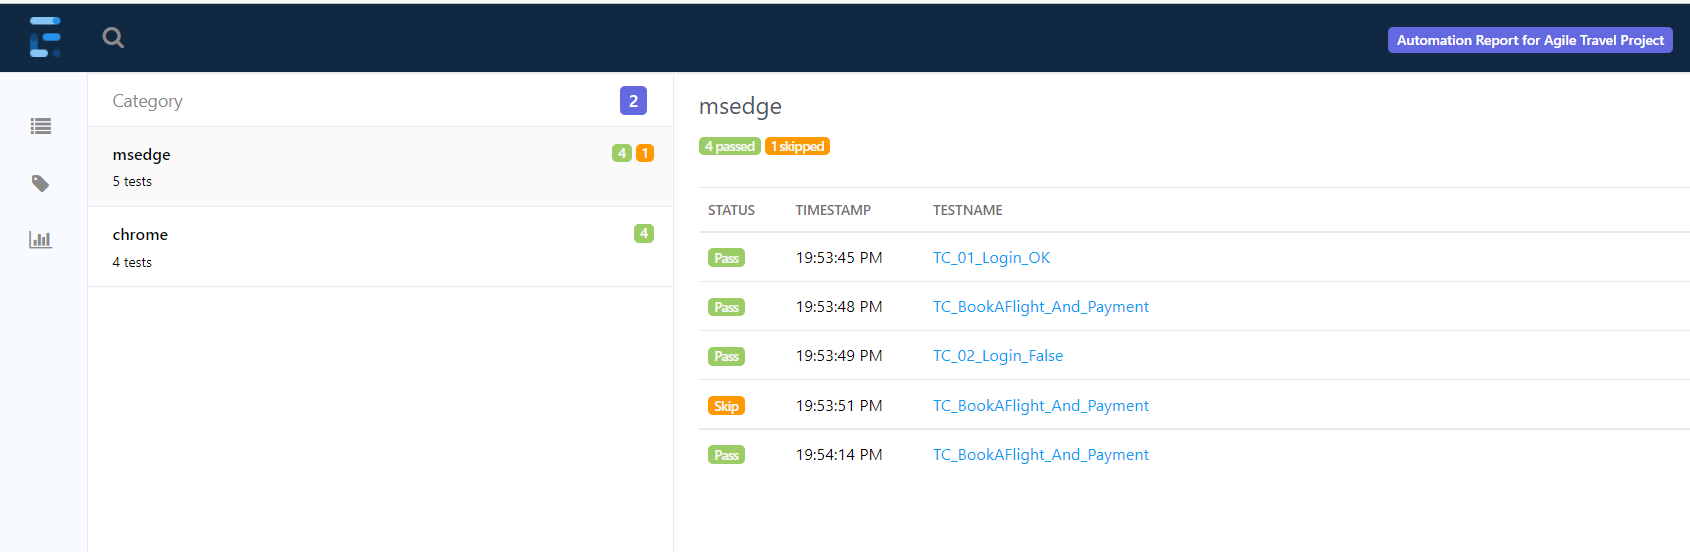 Automation Report for Agile Travel Project
Category 2
msedge 4 1
5 tests
chrome 4
4 tests
msedge
4 passed 1 skipped
STATUS TIMESTAMP TESTNAME
Pass 19:53:45 PM TC_01_Login_OK
Pass 19:53:48 PM TC_BookAFlight_And_Payment
Pass 19:53:49 PM TC_02_Login_False
Skip 19:53:51 PM TC_BookAFlight_And_Payment
Pass 19:54:14 PM TC_BookAFlight_And_Payment